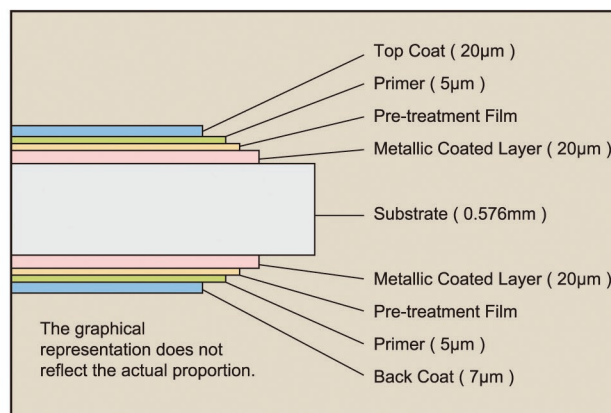 Top Coat ( 20µm )
Primer ( 5µm )
Pre-treatment Film
Metallic Coated Layer ( 20µm )
Substrate ( 0.576mm )
Metallic Coated Layer ( 20µm )
Pre-treatment Film
Primer ( 5µm )
Back Coat ( 7µm )
The graphical
representation does not
reflect the actual proportion.